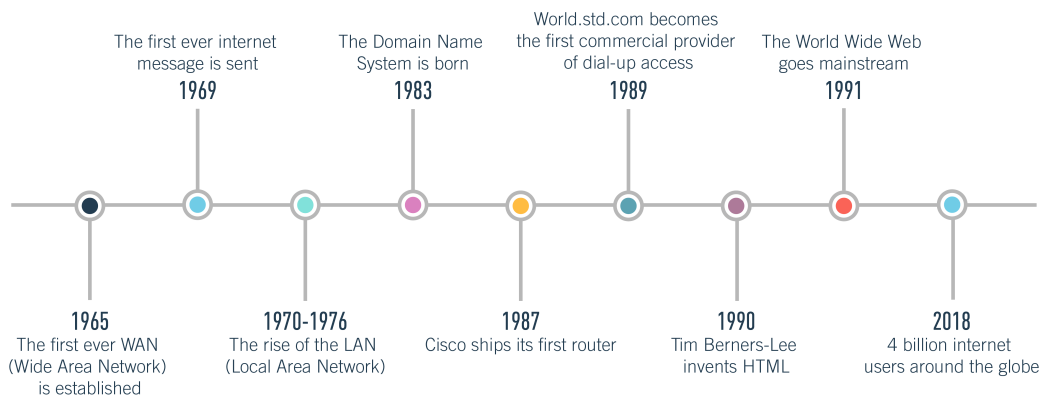 1965
The first ever WAN
(Wide Area Network)
is established
The first ever internet
message is sent
1969
1970-1976
The rise of the LAN
(Local Area Network)
The Domain Name
System is born
1983
1987
Cisco ships its first router
World.std.com becomes
the first commercial provider
of dial-up access
1989
1990
Tim Berners-Lee
invents HTML
The World Wide Web
goes mainstream
1991
2018
4 billion internet
users around the globe